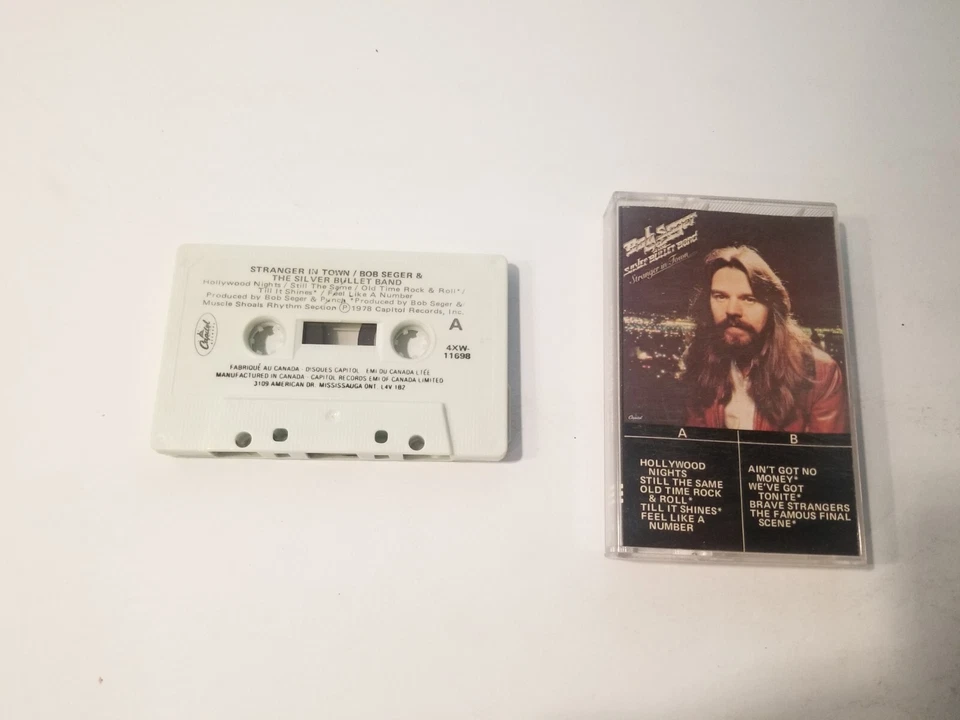 STRANGER IN TOWN / BOB SEGER &
THE SILVER BULLET BAND
Hollywood Nights / Still The Same / Old Time Rock & Roll* /
Till It Shines* / Feel Like A Number
Produced by Bob Seger & Punch *Produced by Bob Seger &
Muscle Shoals Rhythm Section Ⓟ 1978 Capitol Records, Inc.
Capitol
A
4XW-
11698
FABRIQUÉ AU CANADA - DISQUES CAPITOL - EMI DU CANADA LTÉE
MANUFACTURED IN CANADA - CAPITOL RECORDS EMI OF CANADA LIMITED
3109 AMERICAN DR. MISSISSAUGA ONT. L4V 1B2
Bob Seger
&
Silver Bullet Band
Stranger in Town
Capitol
A
HOLLYWOOD
NIGHTS
STILL THE SAME
OLD TIME ROCK
& ROLL*
TILL IT SHINES*
FEEL LIKE A
NUMBER
B
AIN'T GOT NO
MONEY*
WE'VE GOT
TONITE*
BRAVE STRANGERS
THE FAMOUS FINAL
SCENE*